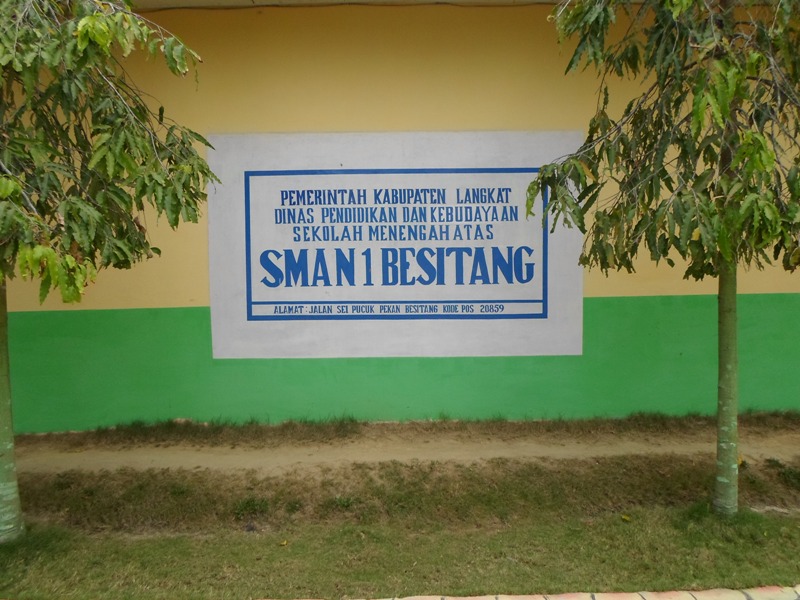 PEMERINTAH KABUPATEN LANGKAT
DINAS PENDIDIKAN DAN KEBUDAYAAN
SEKOLAH MENENGAH ATAS
SMAN 1 BESITANG
ALAMAT : JALAN SEI PUCUK PEKAN BESITANG KODE POS 20859